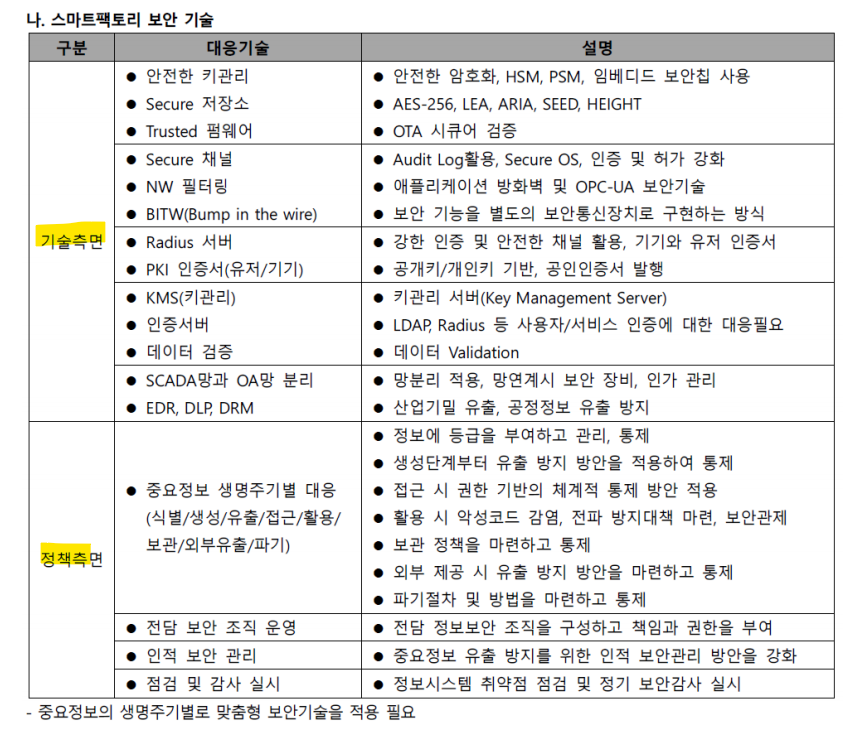 나. 스마트팩토리 보안 기술
구분 대응기술 설명
기술측면
● 안전한 키관리 ● 안전한 암호화, HSM, PSM, 임베디드 보안칩 사용
● Secure 저장소 ● AES-256, LEA, ARIA, SEED, HEIGHT
● Trusted 펌웨어 ● OTA 시큐어 검증
● Secure 채널 ● Audit Log활용, Secure OS, 인증 및 허가 강화
● NW 필터링 ● 애플리케이션 방화벽 및 OPC-UA 보안기술
● BITW(Bump in the wire) ● 보안 기능을 별도의 보안통신장치로 구현하는 방식
● Radius 서버 ● 강한 인증 및 안전한 채널 활용, 기기와 유저 인증서
● PKI 인증서(유저/기기) ● 공개키/개인키 기반, 공인인증서 발행
● KMS(키관리) ● 키관리 서버(Key Management Server)
● 인증서버 ● LDAP, Radius 등 사용자/서비스 인증에 대한 대응필요
● 데이터 검증 ● 데이터 Validation
● SCADA망과 OA망 분리 ● 망분리 적용, 망연계시 보안 장비, 인가 관리
● EDR, DLP, DRM ● 산업기밀 유출, 공정정보 유출 방지
정책측면
● 중요정보 생명주기별 대응
(식별/생성/유출/접근/활용/
보관/외부유출/파기)
● 정보에 등급을 부여하고 관리, 통제
● 생성단계부터 유출 방지 방안을 적용하여 통제
● 접근 시 권한 기반의 체계적 통제 방안 적용
● 활용 시 악성코드 감염, 전파 방지대책 마련, 보안관제
● 보관 정책을 마련하고 통제
● 외부 제공 시 유출 방지 방안을 마련하고 통제
● 파기절차 및 방법을 마련하고 통제
● 전담 보안 조직 운영 ● 전담 정보보안 조직을 구성하고 책임과 권한을 부여
● 인적 보안 관리 ● 중요정보 유출 방지를 위한 인적 보안관리 방안을 강화
● 점검 및 감사 실시 ● 정보시스템 취약점 점검 및 정기 보안감사 실시
- 중요정보의 생명주기별로 맞춤형 보안기술을 적용 필요